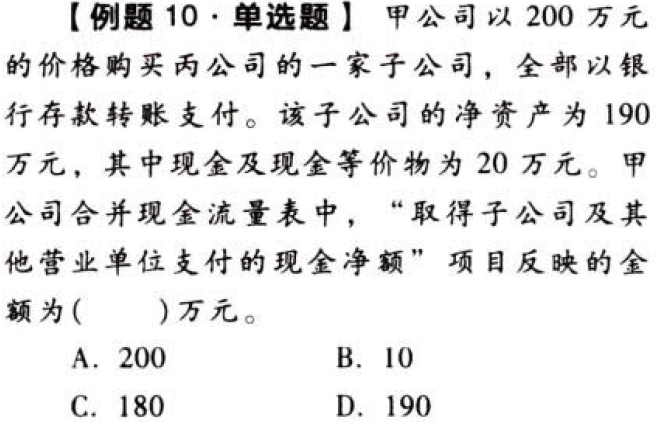 【例题 10·单选题】 甲公司以 200 万元
的价格购买丙公司的一家子公司，全部以银
行存款转账支付。该子公司的净资产为 190
万元，其中现金及现金等价物为 20 万元。甲
公司合并现金流量表中，“取得子公司及其
他营业单位支付的现金净额”项目反映的金
额为(　　)万元。
A. 200 B. 10
C. 180 D. 190